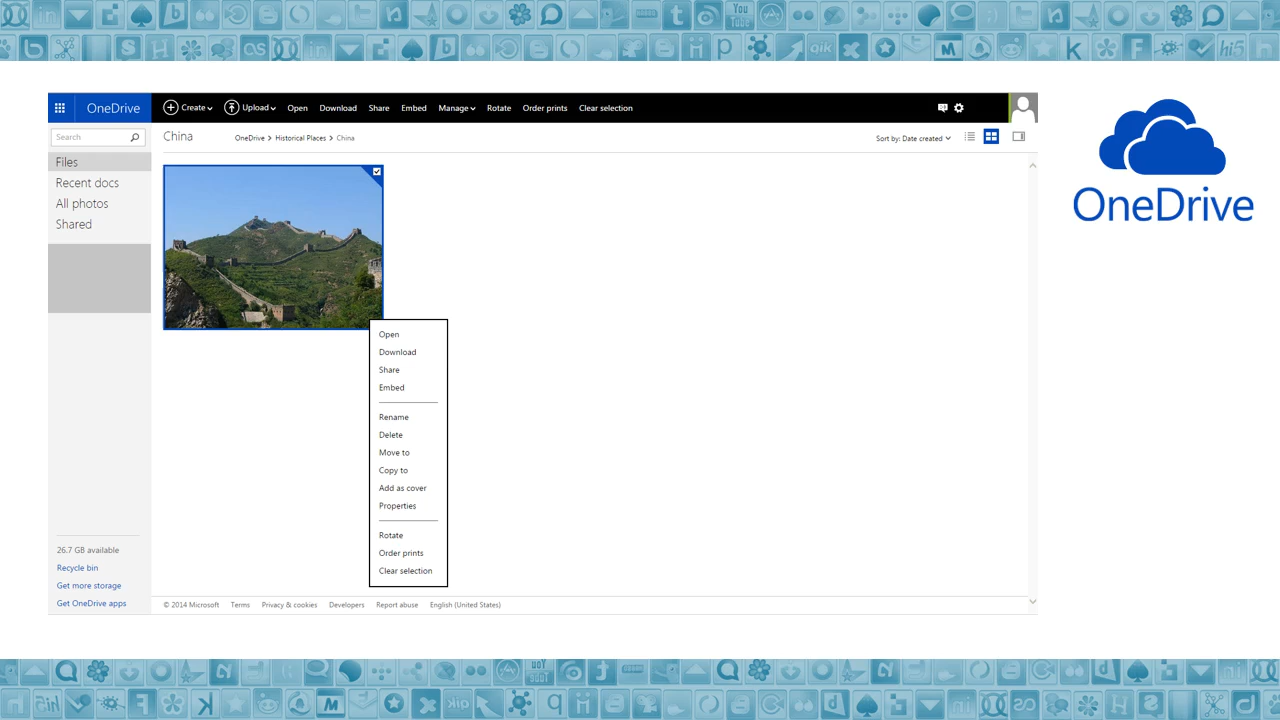 OneDrive
Create
Upload
Open
Download
Share
Embed
Manage
Rotate
Order prints
Clear selection
Search
China
OneDrive > Historical Places > China
Sort by: Date created
Files
Recent docs
All photos
Shared
OneDrive
Open
Download
Share
Embed
Rename
Delete
Move to
Copy to
Add as cover
Properties
Rotate
Order prints
Clear selection
26.7 GB available
Recycle bin
Get more storage
Get OneDrive apps
© 2014 Microsoft
Terms
Privacy & cookies
Developers
Report abuse
English (United States)